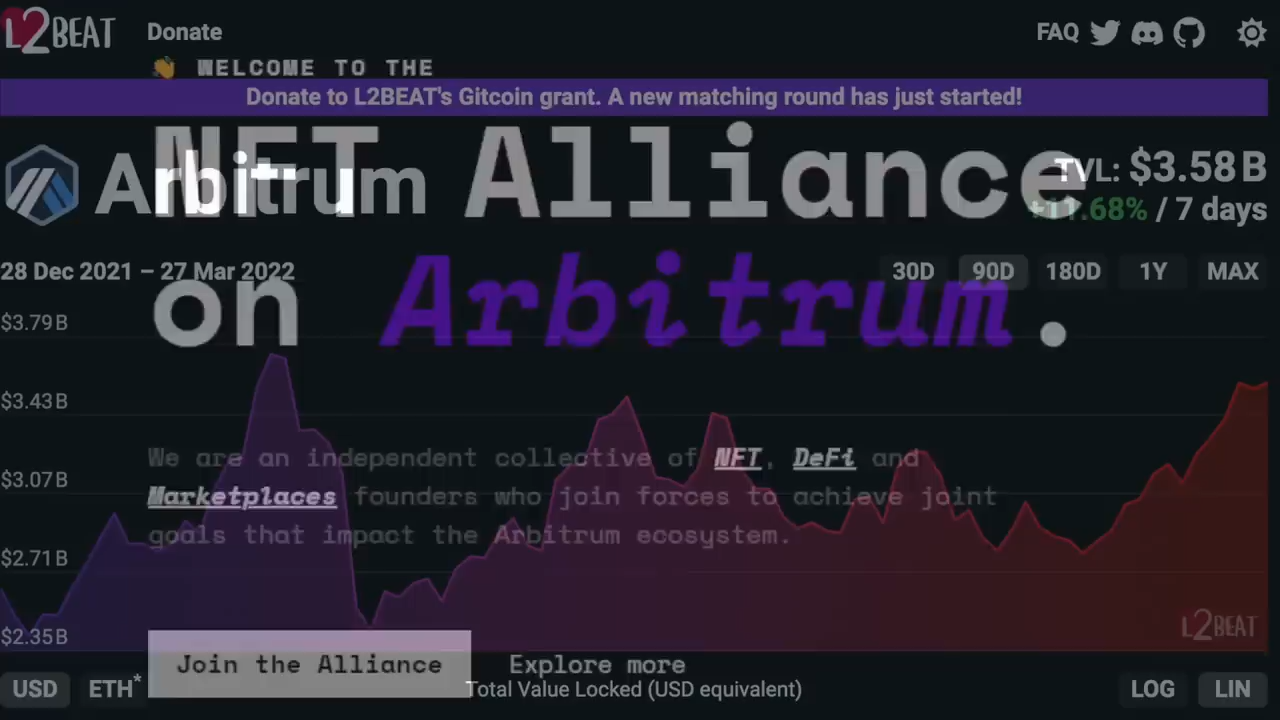 L2BEAT Donate FAQ
👋 WELCOME TO THE
Donate to L2BEAT's Gitcoin grant. A new matching round has just started!
NFT Alliance
Arbitrum
TVL: $3.58 B
+11.68% / 7 days
28 Dec 2021 – 27 Mar 2022
30D 90D 180D 1Y MAX
on Arbitrum.
$3.79 B
$3.43 B
We are an independent collective of NFT, DeFi and
$3.07 B
Marketplaces founders who join forces to achieve joint
goals that impact the Arbitrum ecosystem.
$2.71 B
$2.35 B
L2BEAT
Join the Alliance Explore more
USD ETH*
Total Value Locked (USD equivalent)
LOG LIN